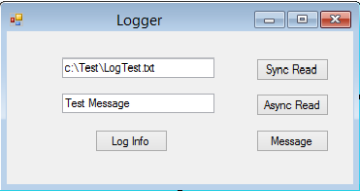 Logger
c:\Test\LogTest.txt
Sync Read
Test Message
Async Read
Log Info
Message